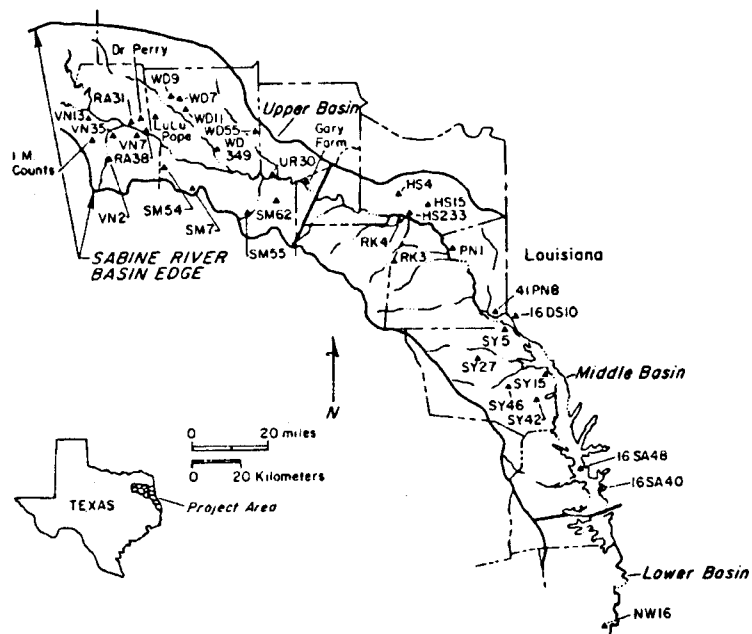 Dr. Perry
WD9
WD7
RA31
VN13
VN35
LuLu
Pope
WD11
Upper Basin
WD55
WD
349
Gary
Farm
VN7
RA38
I.M.
Counts
UR30
HS4
HS15
HS233
VN2
SM54
SM7
SM62
SM55
RK4
RK3
PN1
Louisiana
SABINE RIVER
BASIN EDGE
41PN8
16DS10
SY5
SY27
SY15
Middle Basin
SY46
SY42
N
0 20 miles
0 20 Kilometers
16SA48
16SA40
TEXAS
Project Area
Lower Basin
NW16